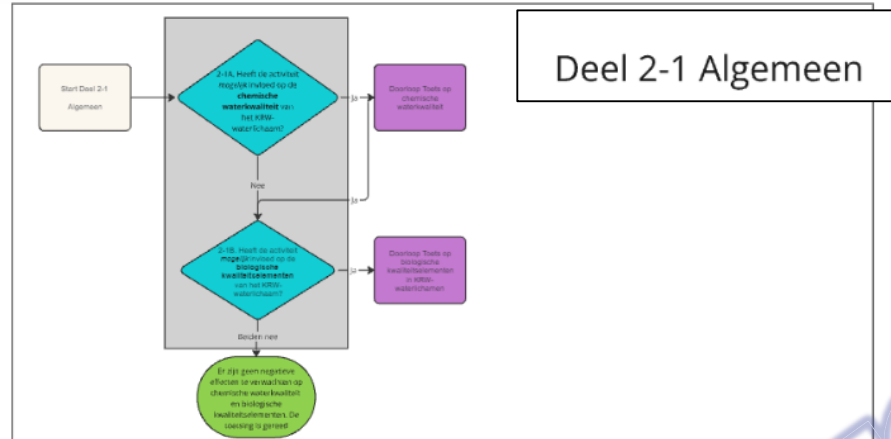 Deel 2-1 Algemeen
Start Deel 2-1
Algemeen
2-1A. Heeft de activiteit
mogelijk invloed op de
chemische
waterkwaliteit van
het KRW-
waterlichaam?
Ja
Doorloop Toets op
chemische
waterkwaliteit
Nee
Ja
2-1B. Heeft de activiteit
mogelijk invloed op de
biologische
kwaliteitselementen
van het KRW-
waterlichaam?
Ja
Doorloop Toets op
biologische
kwaliteitselementen
in KRW-
waterlichamen
Beiden nee
Er zijn geen negatieve
effecten te verwachten op
chemische waterkwaliteit
en biologische
kwaliteitselementen. De
toetsing is gereed